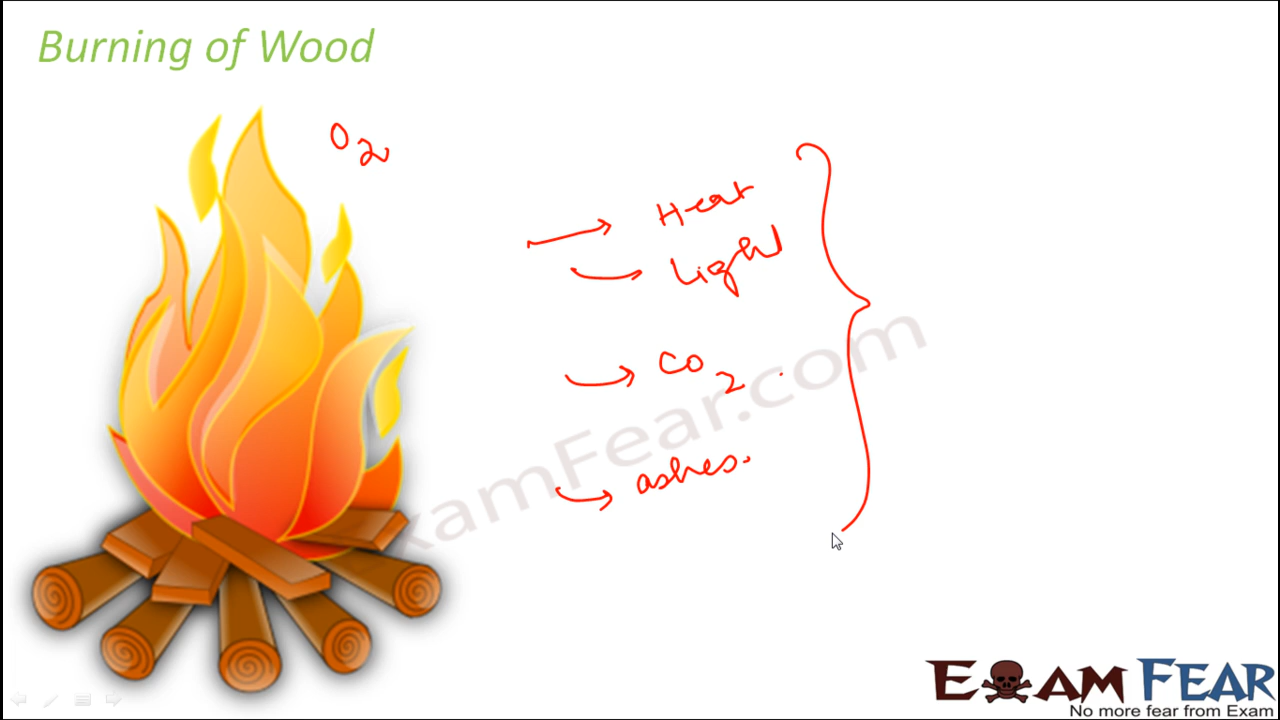 Burning of Wood
O2
Heat
Light
CO2.
ashes.
ExamFear.com
EXAM FEAR
No more fear from Exam